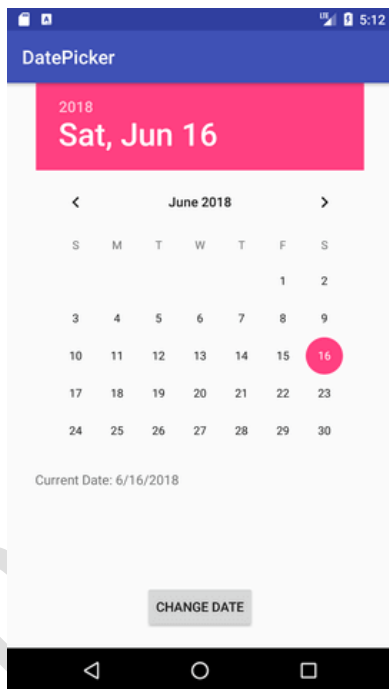 LTE 5:12
DatePicker
2018
Sat, Jun 16
June 2018
S M T W T F S
1 2
3 4 5 6 7 8 9
10 11 12 13 14 15 16
17 18 19 20 21 22 23
24 25 26 27 28 29 30
Current Date: 6/16/2018
CHANGE DATE